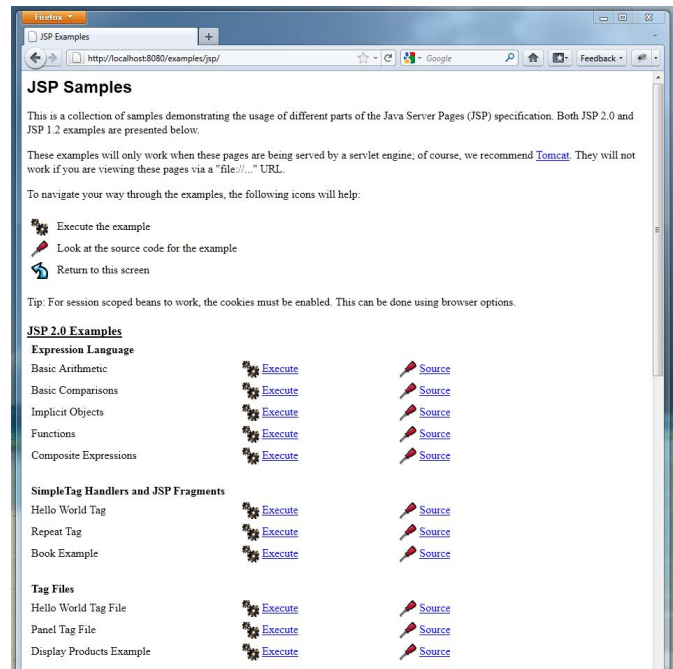 Firefox
JSP Examples
http://localhost:8080/examples/jsp/
Google
Feedback
JSP Samples
This is a collection of samples demonstrating the usage of different parts of the Java Server Pages (JSP) specification. Both JSP 2.0 and
JSP 1.2 examples are presented below.
These examples will only work when these pages are being served by a servlet engine; of course, we recommend Tomcat. They will not
work if you are viewing these pages via a "file://..." URL.
To navigate your way through the examples, the following icons will help:
Execute the example
Look at the source code for the example
Return to this screen
Tip: For session scoped beans to work, the cookies must be enabled. This can be done using browser options.
JSP 2.0 Examples
Expression Language
Basic Arithmetic Execute Source
Basic Comparisons Execute Source
Implicit Objects Execute Source
Functions Execute Source
Composite Expressions Execute Source
SimpleTag Handlers and JSP Fragments
Hello World Tag Execute Source
Repeat Tag Execute Source
Book Example Execute Source
Tag Files
Hello World Tag File Execute Source
Panel Tag File Execute Source
Display Products Example Execute Source